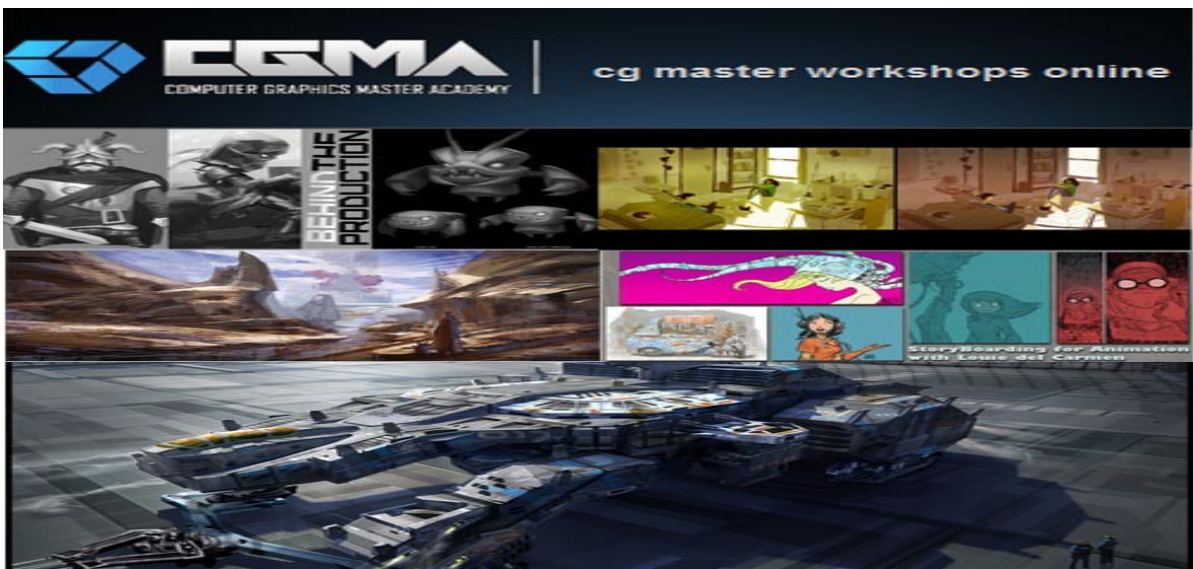 CGMA
COMPUTER GRAPHICS MASTER ACADEMY
cg master workshops online
BEHIND THE
PRODUCTION
StoryBoarding for Animation
with Louie del Carmen